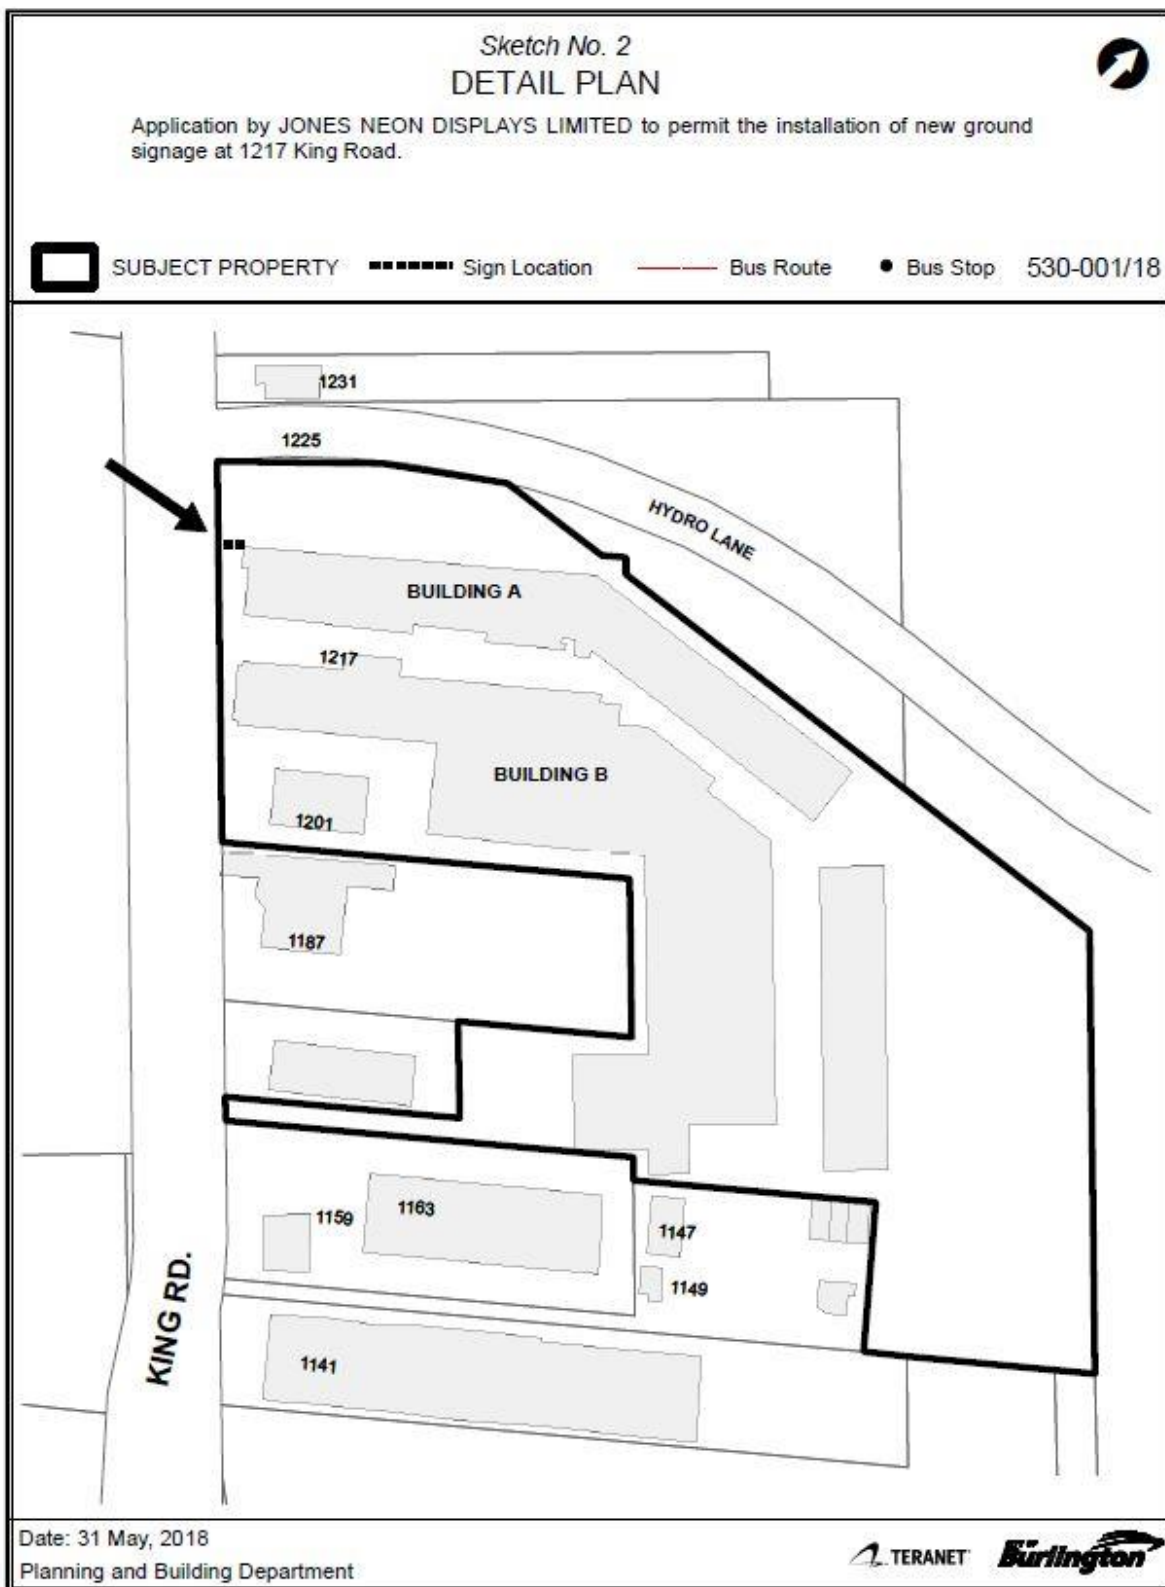 Sketch No. 2
DETAIL PLAN
Application by JONES NEON DISPLAYS LIMITED to permit the installation of new ground
signage at 1217 King Road.
SUBJECT PROPERTY Sign Location Bus Route Bus Stop 530-001/18
1231
1225
HYDRO LANE
BUILDING A
1217
BUILDING B
1201
1187
1163
1159
1147
1149
KING RD.
1141
Date: 31 May, 2018
Planning and Building Department
TERANET
Burlington